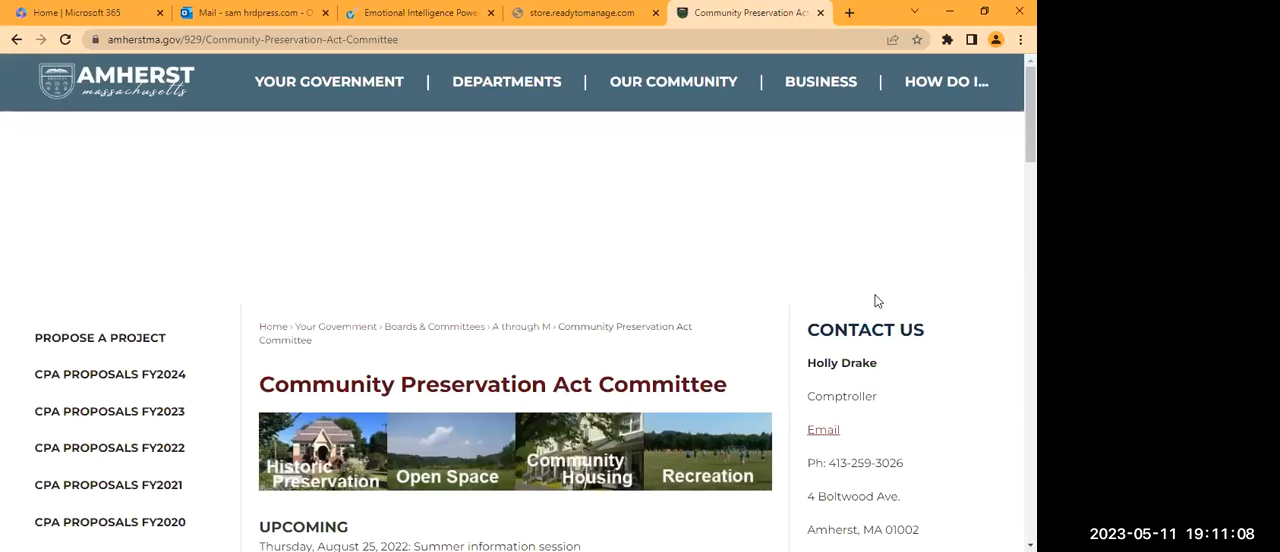 Home | Microsoft 365
Mail - sam hrdpress.com - O
Emotional Intelligence Powe
store.readytomanage.com
Community Preservation Act
amherstma.gov/929/Community-Preservation-Act-Committee
AMHERST
massachusetts
YOUR GOVERNMENT
DEPARTMENTS
OUR COMMUNITY
BUSINESS
HOW DO I...
PROPOSE A PROJECT
CPA PROPOSALS FY2024
CPA PROPOSALS FY2023
CPA PROPOSALS FY2022
CPA PROPOSALS FY2021
CPA PROPOSALS FY2020
Home › Your Government › Boards & Committees › A through M › Community Preservation Act
Committee
Community Preservation Act Committee
Historic
Preservation
Open Space
Community
Housing
Recreation
UPCOMING
Thursday, August 25, 2022: Summer information session
CONTACT US
Holly Drake
Comptroller
Email
Ph: 413-259-3026
4 Boltwood Ave.
Amherst, MA 01002
2023-05-11 19:11:08